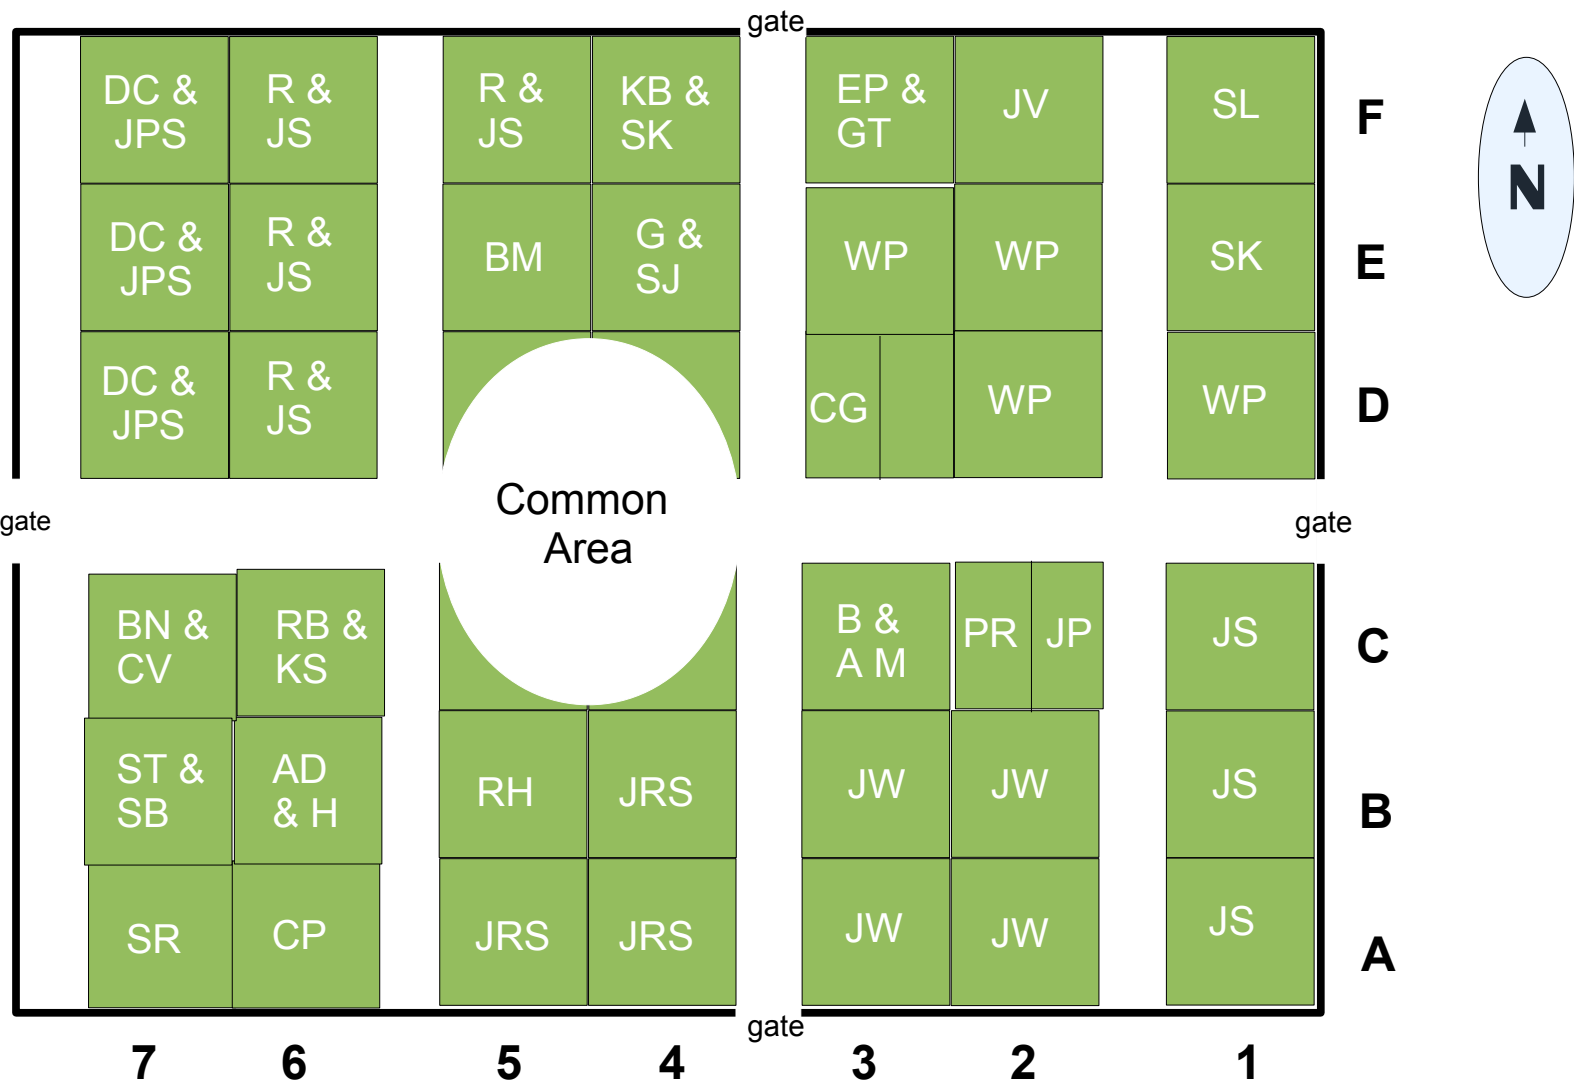 gate
DC &
JPS
R &
JS
R &
JS
KB &
SK
EP &
GT
JV
SL
F
N
DC &
JPS
R &
JS
BM
G &
SJ
WP
WP
SK
E
DC &
JPS
R &
JS
CG
WP
WP
D
gate
Common
Area
gate
BN &
CV
RB &
KS
B &
A M
PR
JP
JS
C
ST &
SB
AD
& H
RH
JRS
JW
JW
JS
B
SR
CP
JRS
JRS
JW
JW
JS
A
gate
7
6
5
4
3
2
1